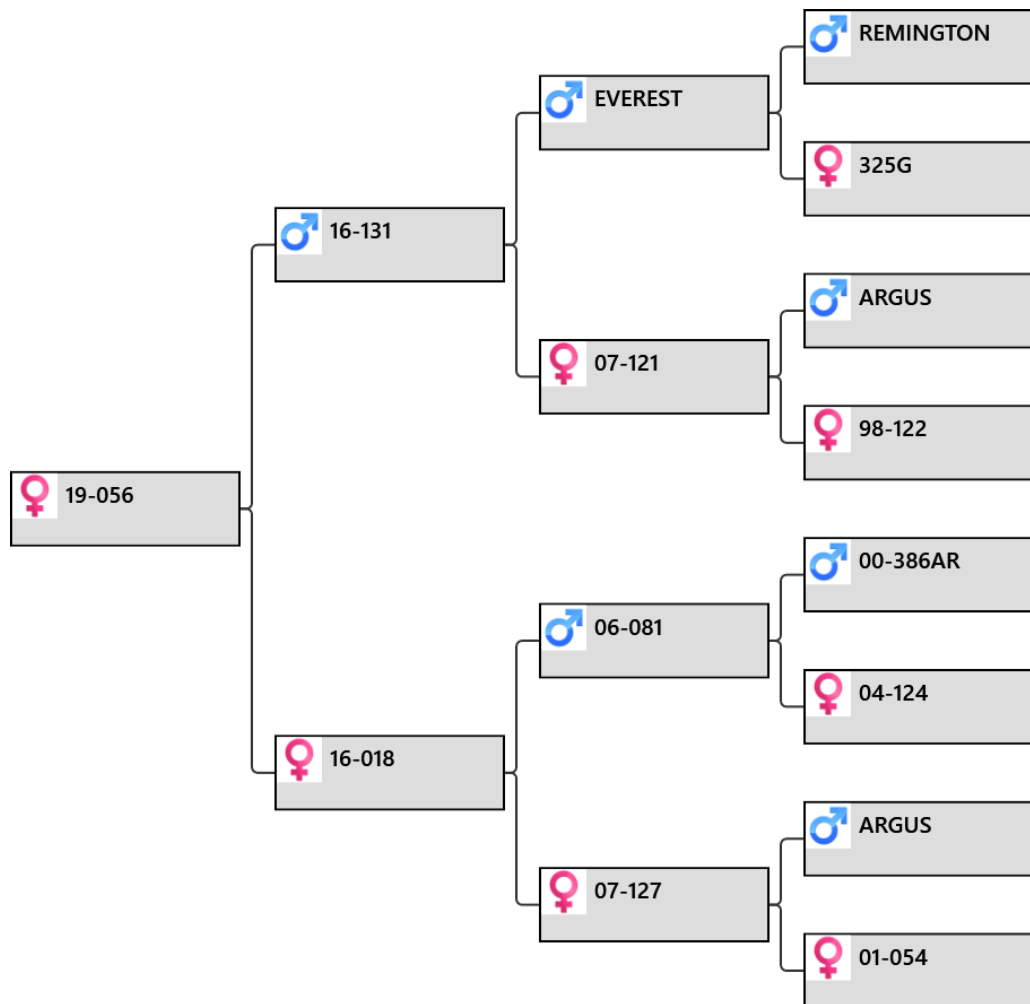 REMINGTON
EVEREST
325G
16-131
ARGUS
07-121
98-122
19-056
00-386AR
06-081
04-124
16-018
ARGUS
07-127
01-054